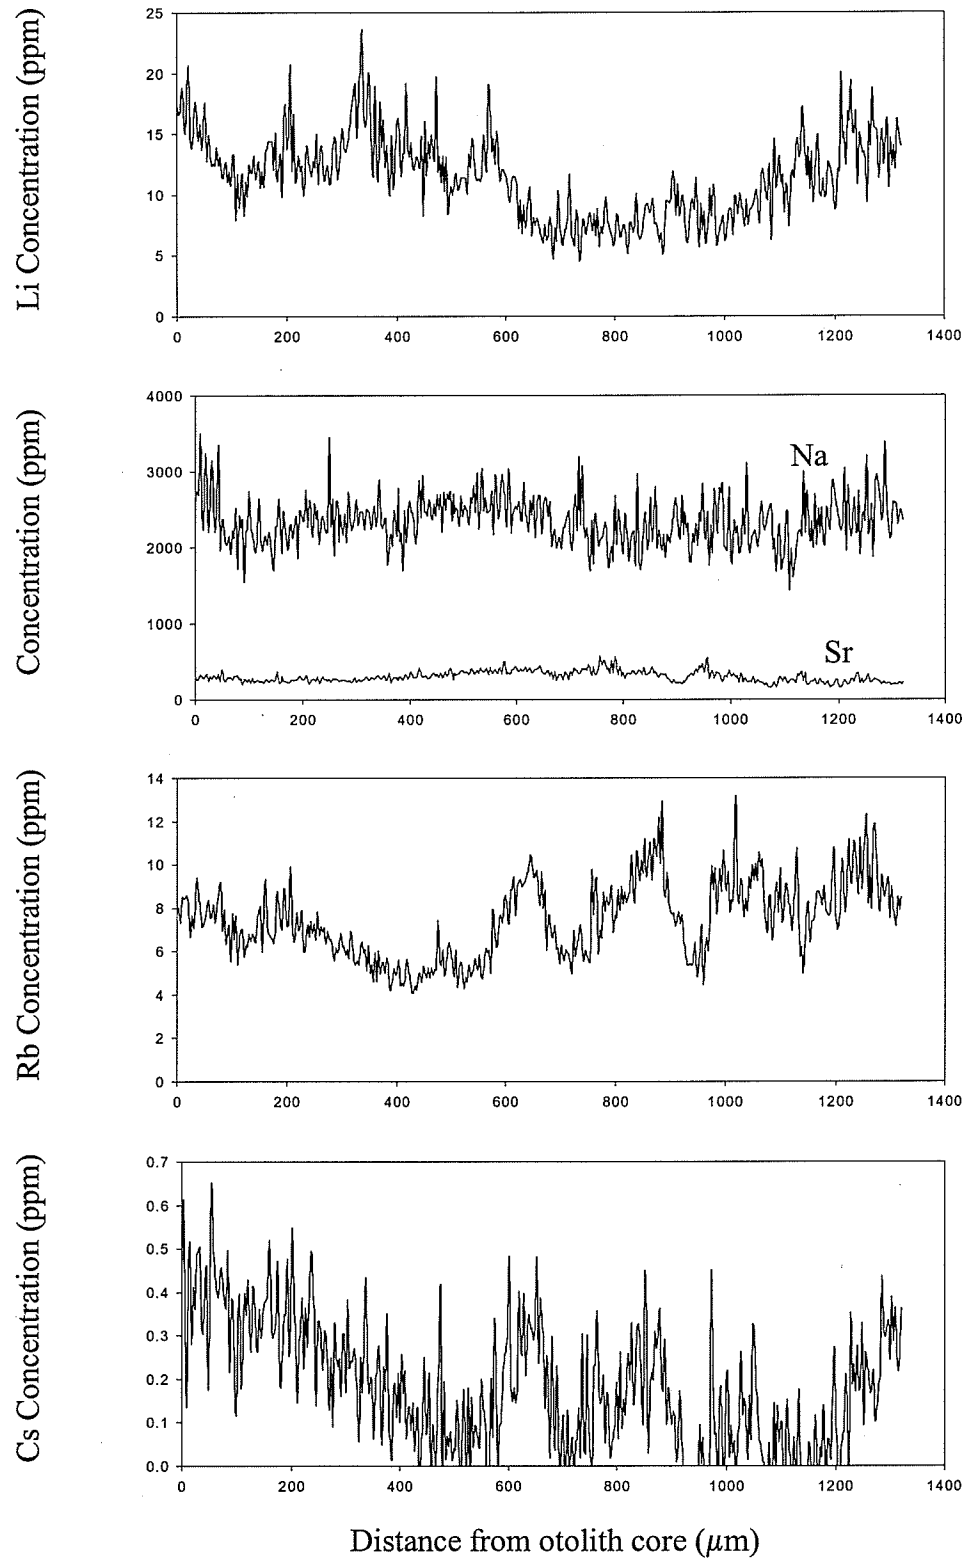 Li Concentration (ppm)
25
20
15
10
5
0
0 200 400 600 800 1000 1200 1400
Concentration (ppm)
4000
3000
2000
1000
0
Na
Sr
0 200 400 600 800 1000 1200 1400
Rb Concentration (ppm)
14
12
10
8
6
4
2
0
0 200 400 600 800 1000 1200 1400
Cs Concentration (ppm)
0.7
0.6
0.5
0.4
0.3
0.2
0.1
0.0
0 200 400 600 800 1000 1200 1400
Distance from otolith core (μm)